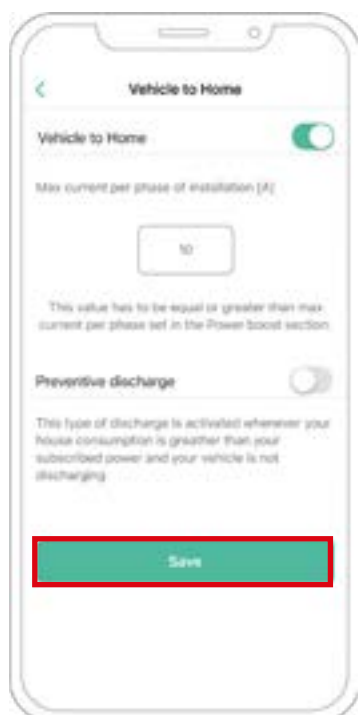 Vehicle to Home
Vehicle to Home
Max current per phase of installation [A]
10
This value has to be equal or greater than max
current per phase set in the Power boost section
Preventive discharge
This type of discharge is activated whenever your
house consumption is greather than your
subscribed power and your vehicle is not
discharging
Save